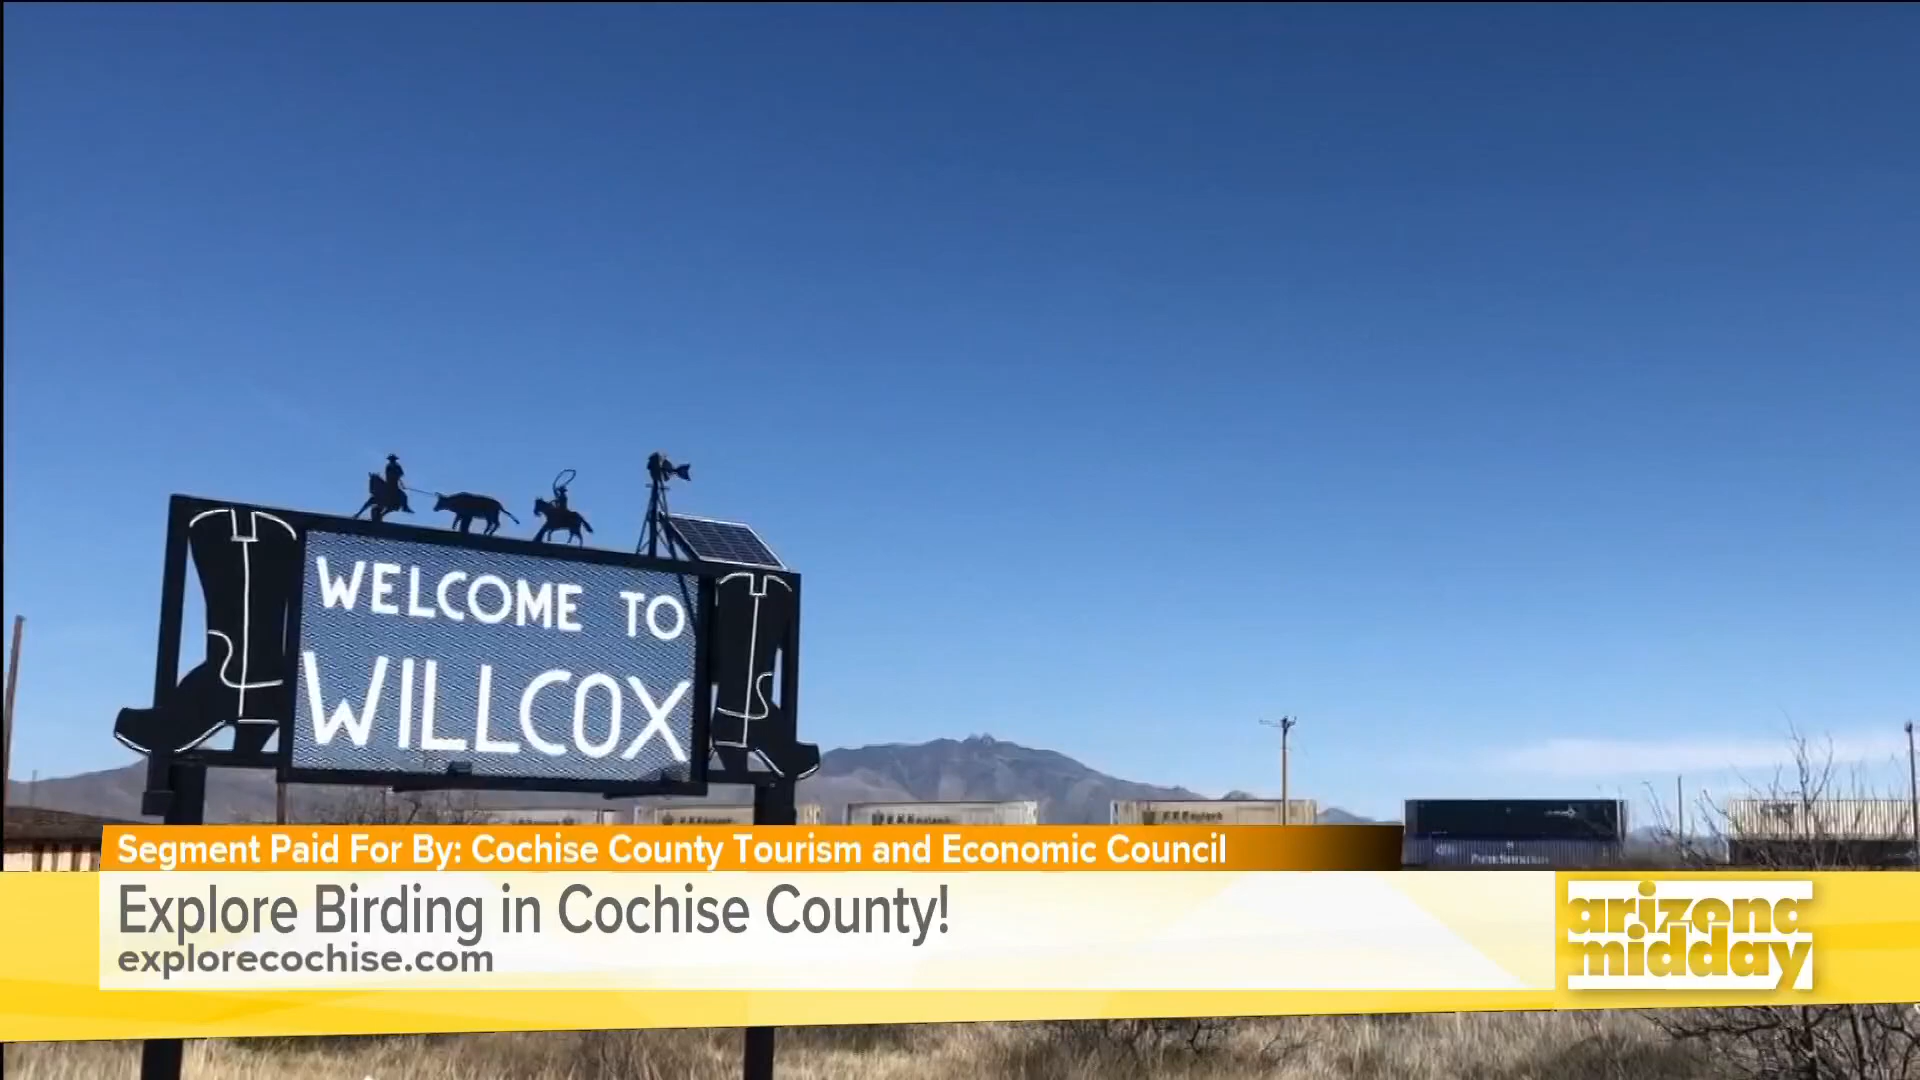 WELCOME TO
WILLCOX
Segment Paid For By: Cochise County Tourism and Economic Council
Explore Birding in Cochise County!
explorecochise.com
arizona
midday